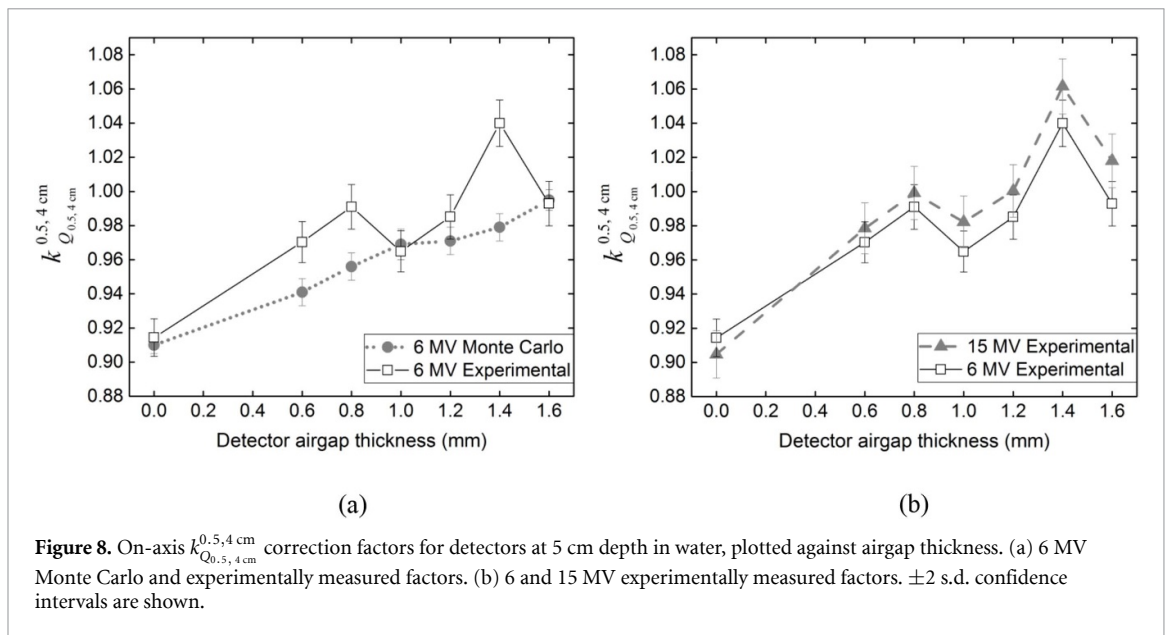 1.08
1.06
1.04
1.02
1.00
0.98
0.96
0.94
0.92
0.90
0.88
k 0.5, 4 cm Q 0.5, 4 cm
6 MV Monte Carlo
6 MV Experimental
0.0 0.2 0.4 0.6 0.8 1.0 1.2 1.4 1.6
Detector airgap thickness (mm)
(a)
1.08
1.06
1.04
1.02
1.00
0.98
0.96
0.94
0.92
0.90
0.88
k 0.5, 4 cm Q 0.5, 4 cm
15 MV Experimental
6 MV Experimental
0.0 0.2 0.4 0.6 0.8 1.0 1.2 1.4 1.6
Detector airgap thickness (mm)
(b)
Figure 8. On-axis k 0.5,4 cm Q0.5, 4 cm correction factors for detectors at 5 cm depth in water, plotted against airgap thickness. (a) 6 MV
Monte Carlo and experimentally measured factors. (b) 6 and 15 MV experimentally measured factors. ±2 s.d. confidence
intervals are shown.